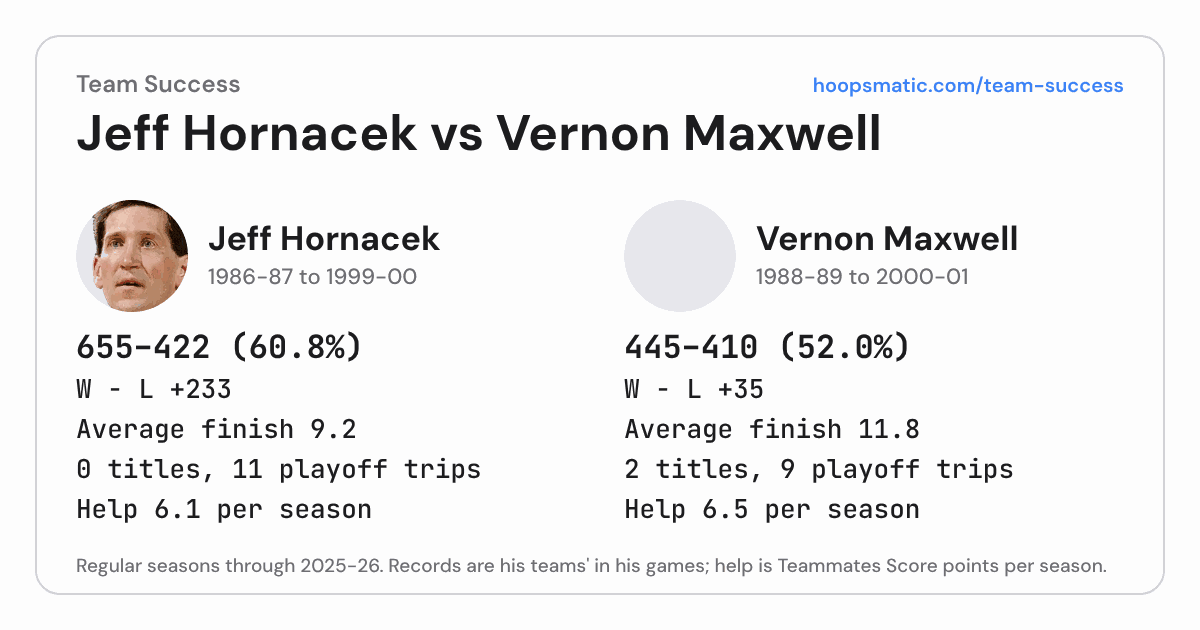 Team Success
hoopsmatic.com/team-success
Jeff Hornacek vs Vernon Maxwell
Jeff Hornacek
1986-87 to 1999-00
655-422 (60.8%)
W - L +233
Average finish 9.2
0 titles, 11 playoff trips
Help 6.1 per season
Vernon Maxwell
1988-89 to 2000-01
445-410 (52.0%)
W - L +35
Average finish 11.8
2 titles, 9 playoff trips
Help 6.5 per season
Regular seasons through 2025-26. Records are his teams' in his games; help is Teammates Score points per season.